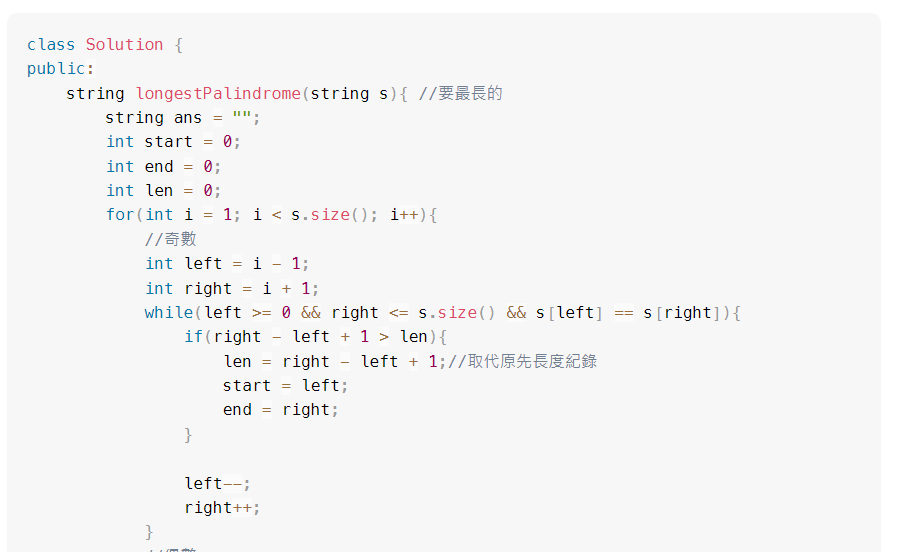 class Solution {
public:
    string longestPalindrome(string s){ //要最長的
        string ans = "";
        int start = 0;
        int end = 0;
        int len = 0;
        for(int i = 1; i < s.size(); i++){
            //奇數
            int left = i - 1;
            int right = i + 1;
            while(left >= 0 && right <= s.size() && s[left] == s[right]){
                if(right - left + 1 > len){
                    len = right - left + 1;//取代原先長度紀錄
                    start = left;
                    end = right;
                }

                left--;
                right++;
            }